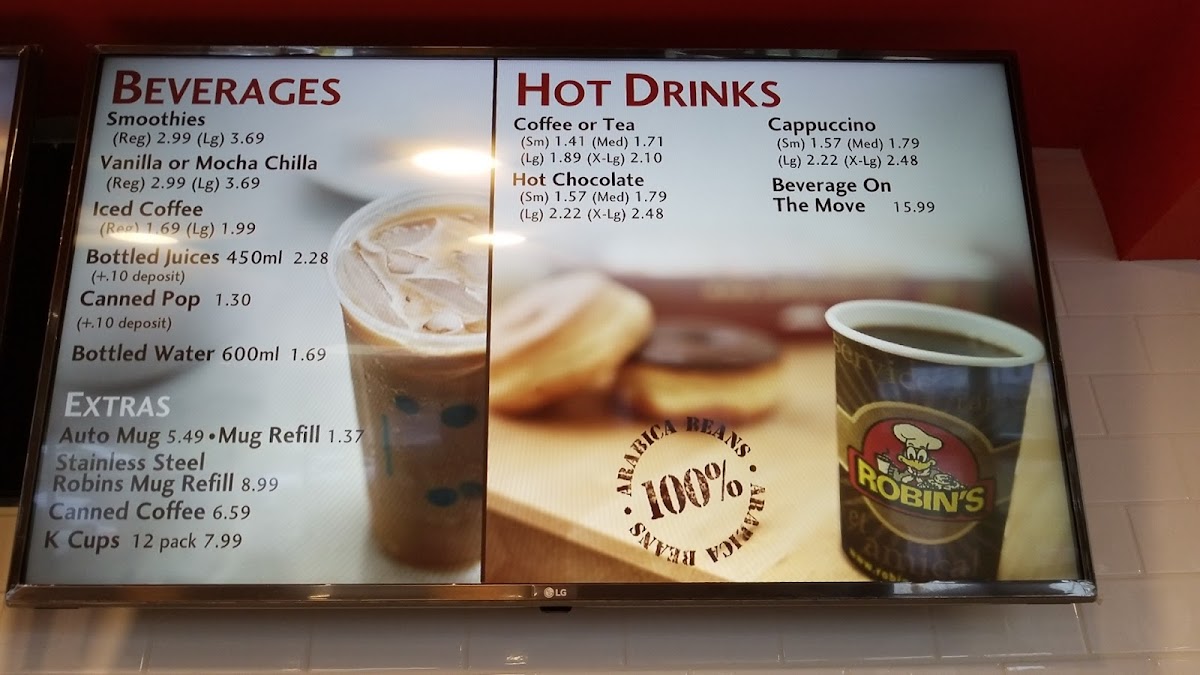 BEVERAGES
Smoothies
(Reg) 2.99 (Lg) 3.69
Vanilla or Mocha Chilla
(Reg) 2.99 (Lg) 3.69
Iced Coffee
(Reg) 1.69 (Lg) 1.99
Bottled Juices 450ml 2.28
(+.10 deposit)
Canned Pop 1.30
(+.10 deposit)
Bottled Water 600ml 1.69
EXTRAS
Auto Mug 5.49 • Mug Refill 1.37
Stainless Steel
Robins Mug Refill 8.99
Canned Coffee 6.59
K Cups 12 pack 7.99
HOT DRINKS
Coffee or Tea
(Sm) 1.41 (Med) 1.71
(Lg) 1.89 (X-Lg) 2.10
Hot Chocolate
(Sm) 1.57 (Med) 1.79
(Lg) 2.22 (X-Lg) 2.48
Cappuccino
(Sm) 1.57 (Med) 1.79
(Lg) 2.22 (X-Lg) 2.48
Beverage On
The Move 15.99
ARABICA BEANS • ARABICA BEANS •
100%
ROBIN'S
et
amical
LG